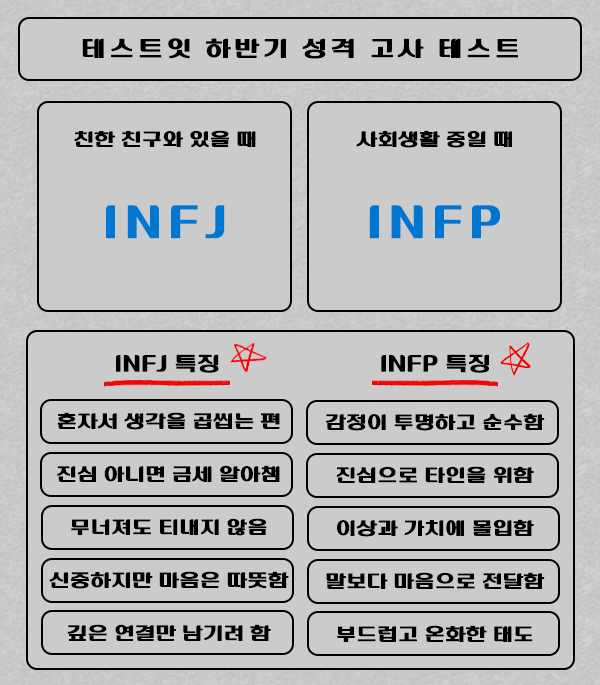 테스트잇 하반기 성격 고사 테스트
친한 친구와 있을 때
사회생활 중일 때
INFJ
INFP
INFJ 특징
INFP 특징
혼자서 생각을 곱씹는 편
감정이 투명하고 순수함
진심 아니면 금세 알아챔
진심으로 타인을 위함
무너져도 티내지 않음
이상과 가치에 몰입함
신중하지만 마음은 따뜻함
말보다 마음으로 전달함
깊은 연결만 남기려 함
부드럽고 온화한 태도